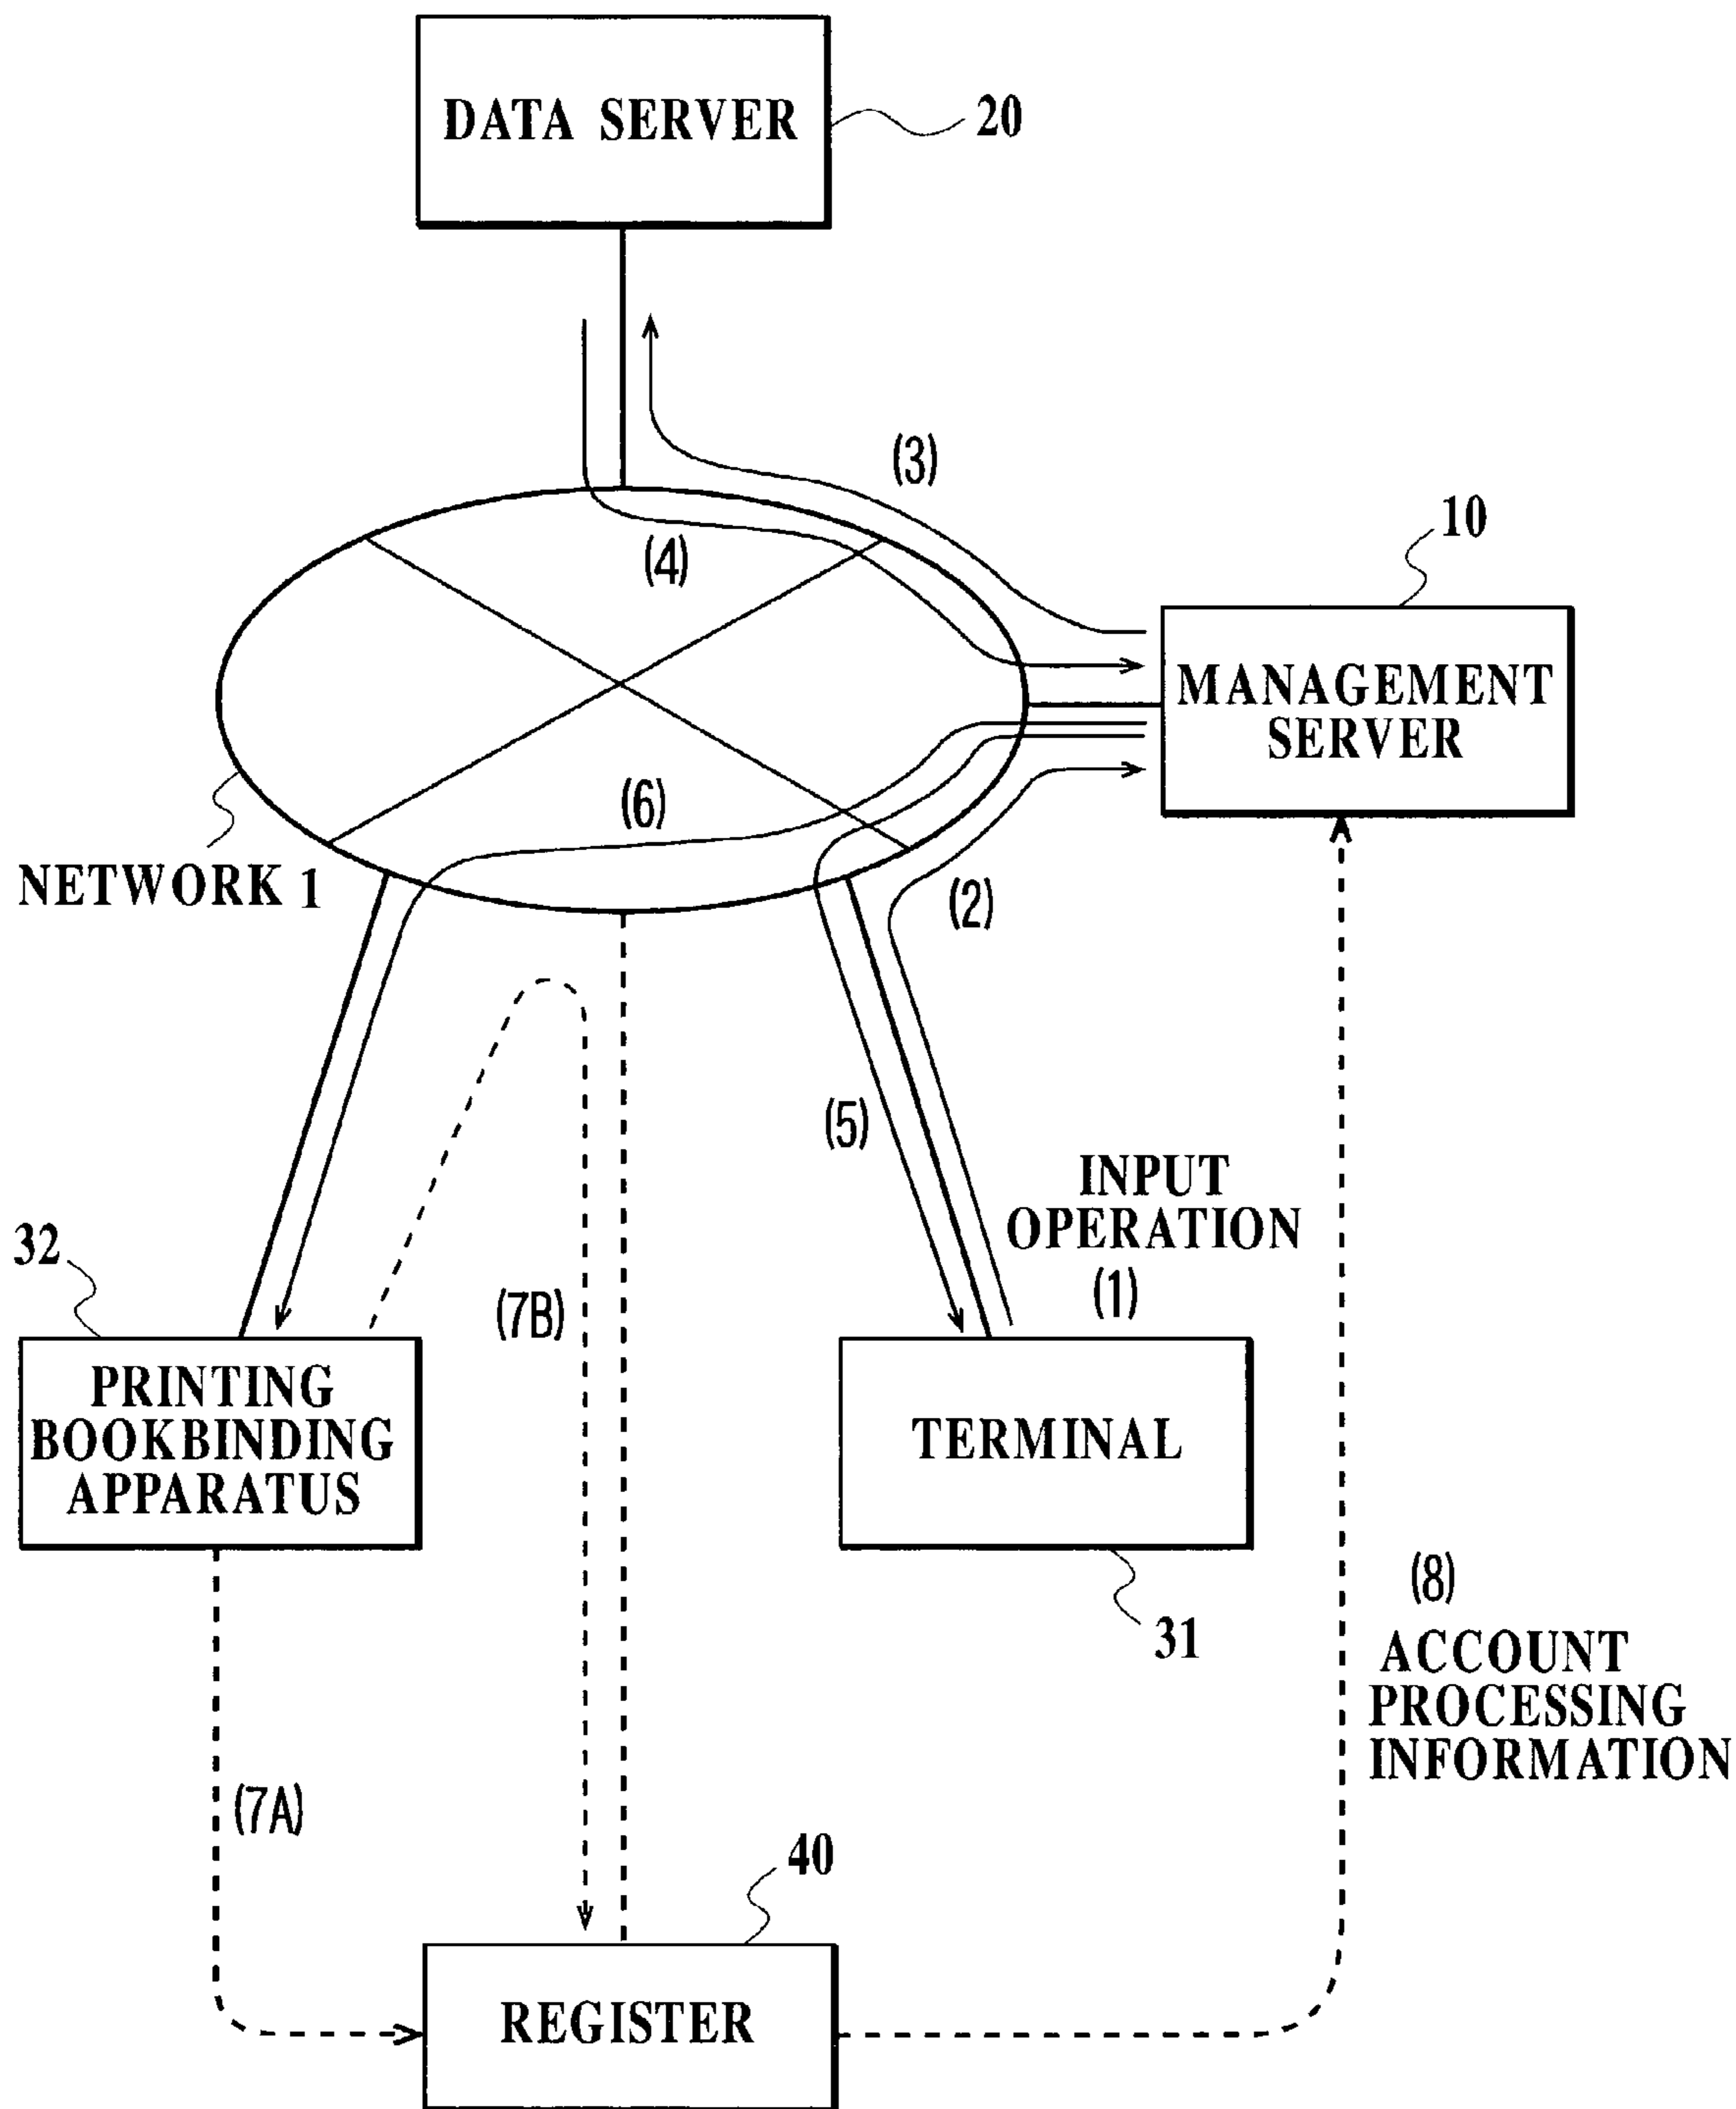 DATA SERVER
20
(3)
10
(4)
MANAGEMENT
SERVER
(6)
NETWORK 1
(2)
(5)
INPUT
OPERATION
(1)
32
(7B)
PRINTING
BOOKBINDING
APPARATUS
TERMINAL
(8)
31
ACCOUNT
PROCESSING
INFORMATION
(7A)
40
REGISTER